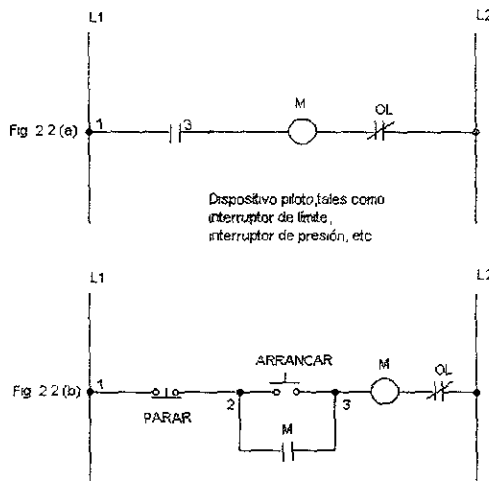 L1
L2
M
OL
Fig 2 2 (a)
1
3
Dispositivo piloto, tales como
interruptor de límite,
interruptor de presión, etc
L1
L2
ARRANCAR
M
OL
Fig 2 2 (b)
1
2
3
PARAR
M